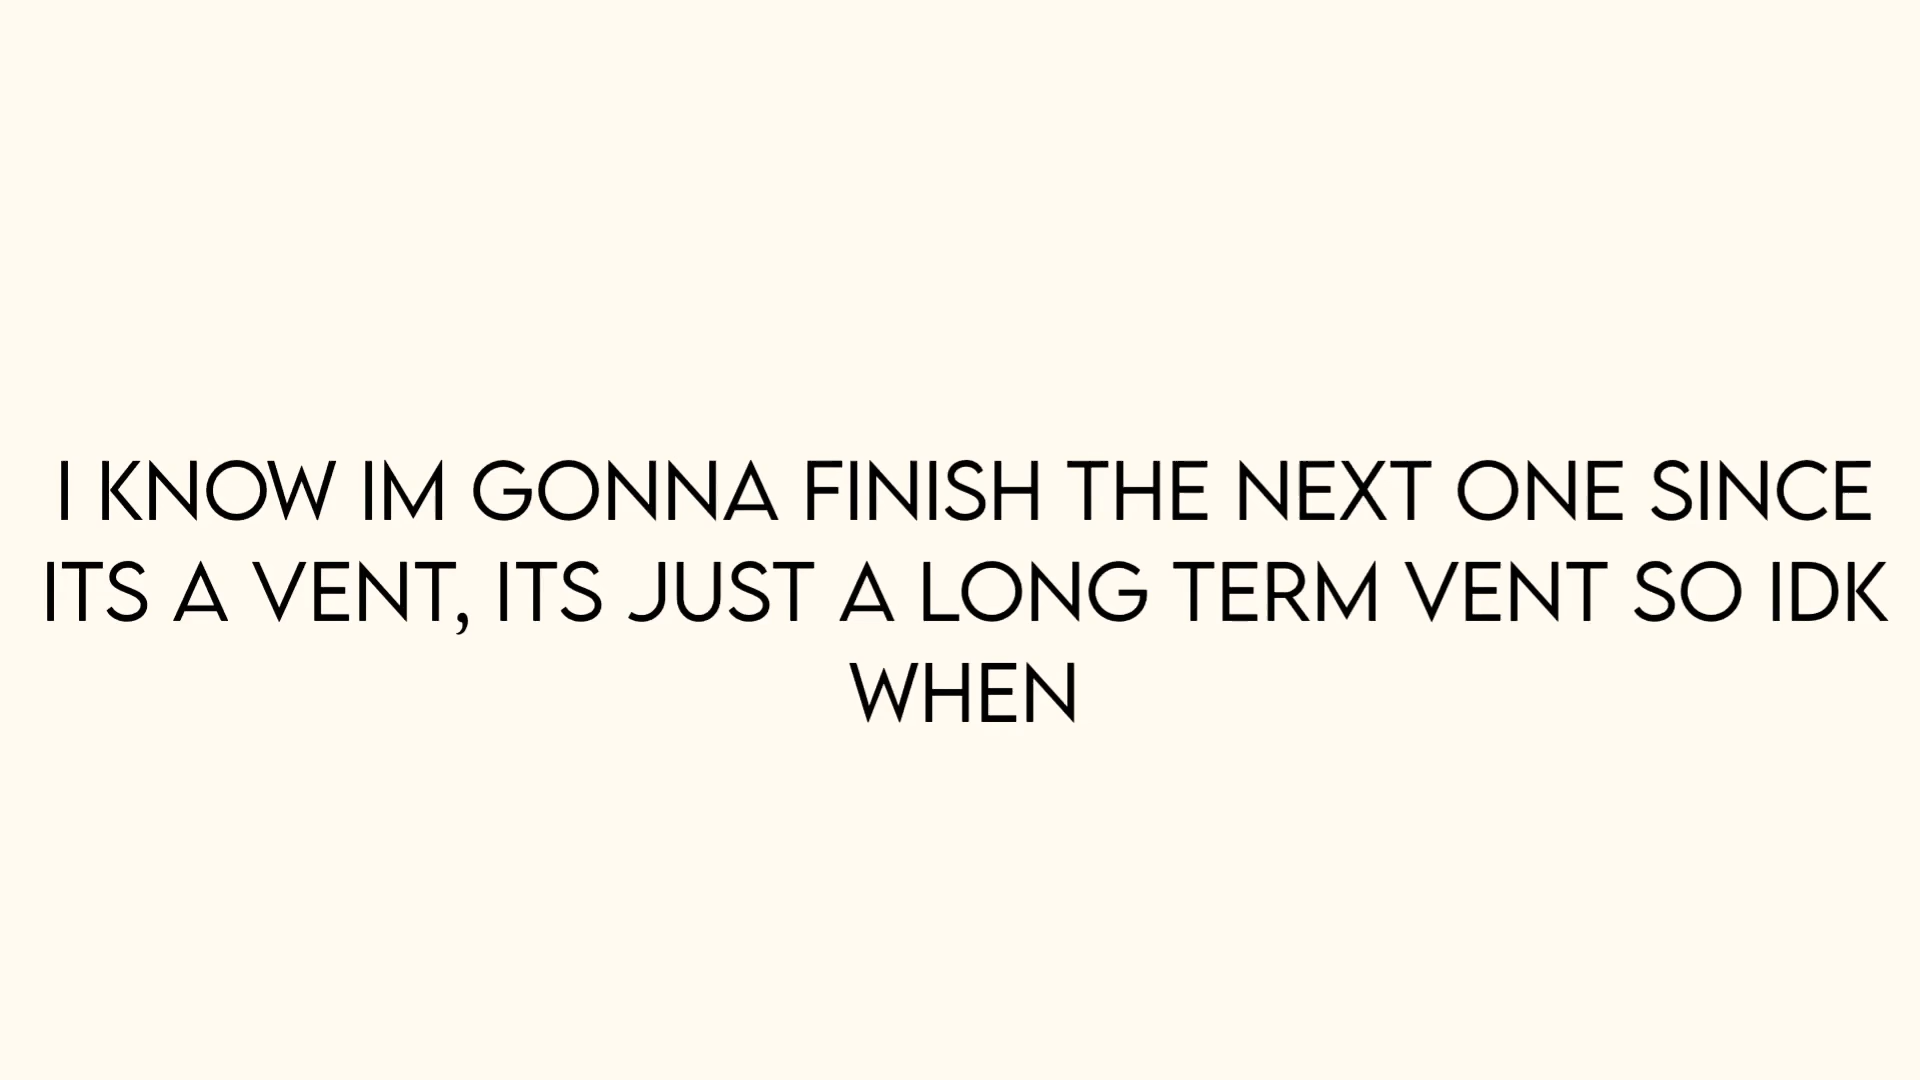 I KNOW IM GONNA FINISH THE NEXT ONE SINCE
ITS A VENT, ITS JUST A LONG TERM VENT SO IDK
WHEN